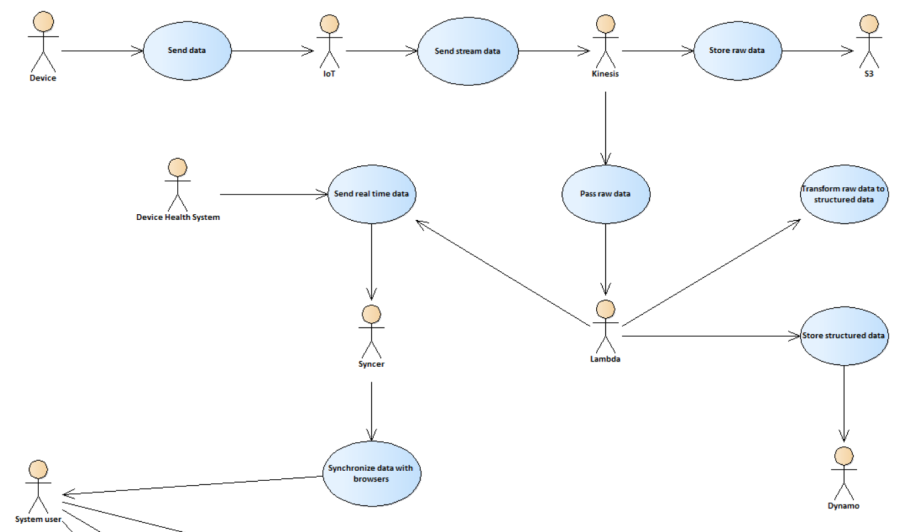 Send data
Send stream data
Store raw data
Device
IoT
Kinesis
S3
Send real time data
Pass raw data
Transform raw data to
structured data
Device Health System
Store structured data
Lambda
Syncer
Synchronize data with
browsers
Dynamo
System user